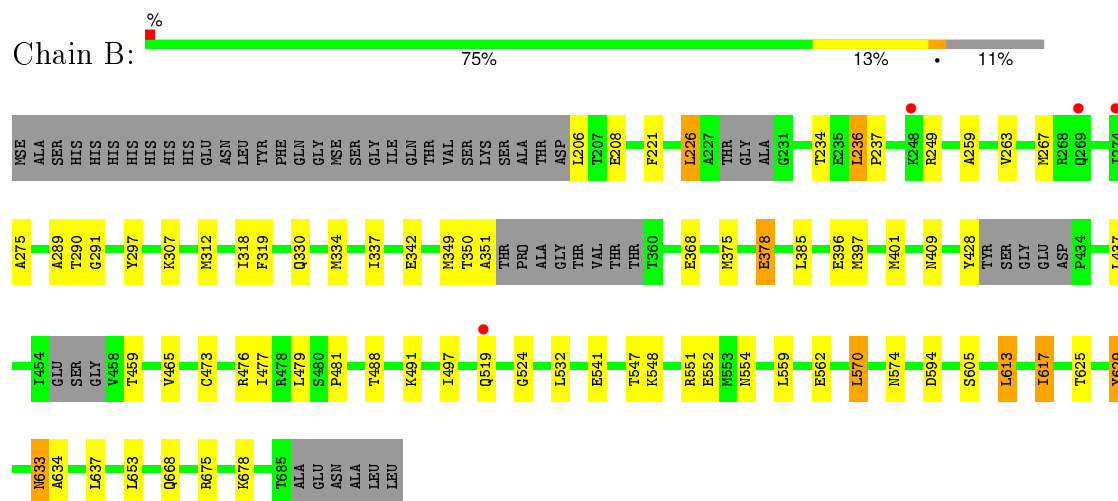 %
Chain B:
75% 13% • 11%
MSE ALA SER HIS HIS HIS HIS HIS HIS HIS HIS GLU ASN LEU TYR PHE GLN GLY MSE SER GLY ILE GLN THR VAL SER LYS SER ALA THR ASP L206 T207 E208 F221 L226 A227 THR GLY ALA G231 T234 E235 L236 P237 K248 R249 A259 V263 M267 R268 Q269
A275 A289 T290 G291 Y297 K307 M312 I318 F319 Q330 M334 I337 E342 M349 T350 A351 THR PRO ALA GLY THR VAL THR THR T360 E368 M375 E378 L385 E396 M397 M401 N409 Y428 TYR SER GLY GLU ASP P434 L437
I454 GLU SER GLY V458 T459 V465 C473 R476 I477 R478 L479 S480 P481 T488 K491 I497 Q519 G524 L532 E541 T547 K548 R551 E552 M553 N554 L559 E562 L570 N574 D594 S605 L613 I617 T625
N633 A634 L637 L653 Q668 R675 K678 T685 ALA GLU ASN ALA LEU LEU